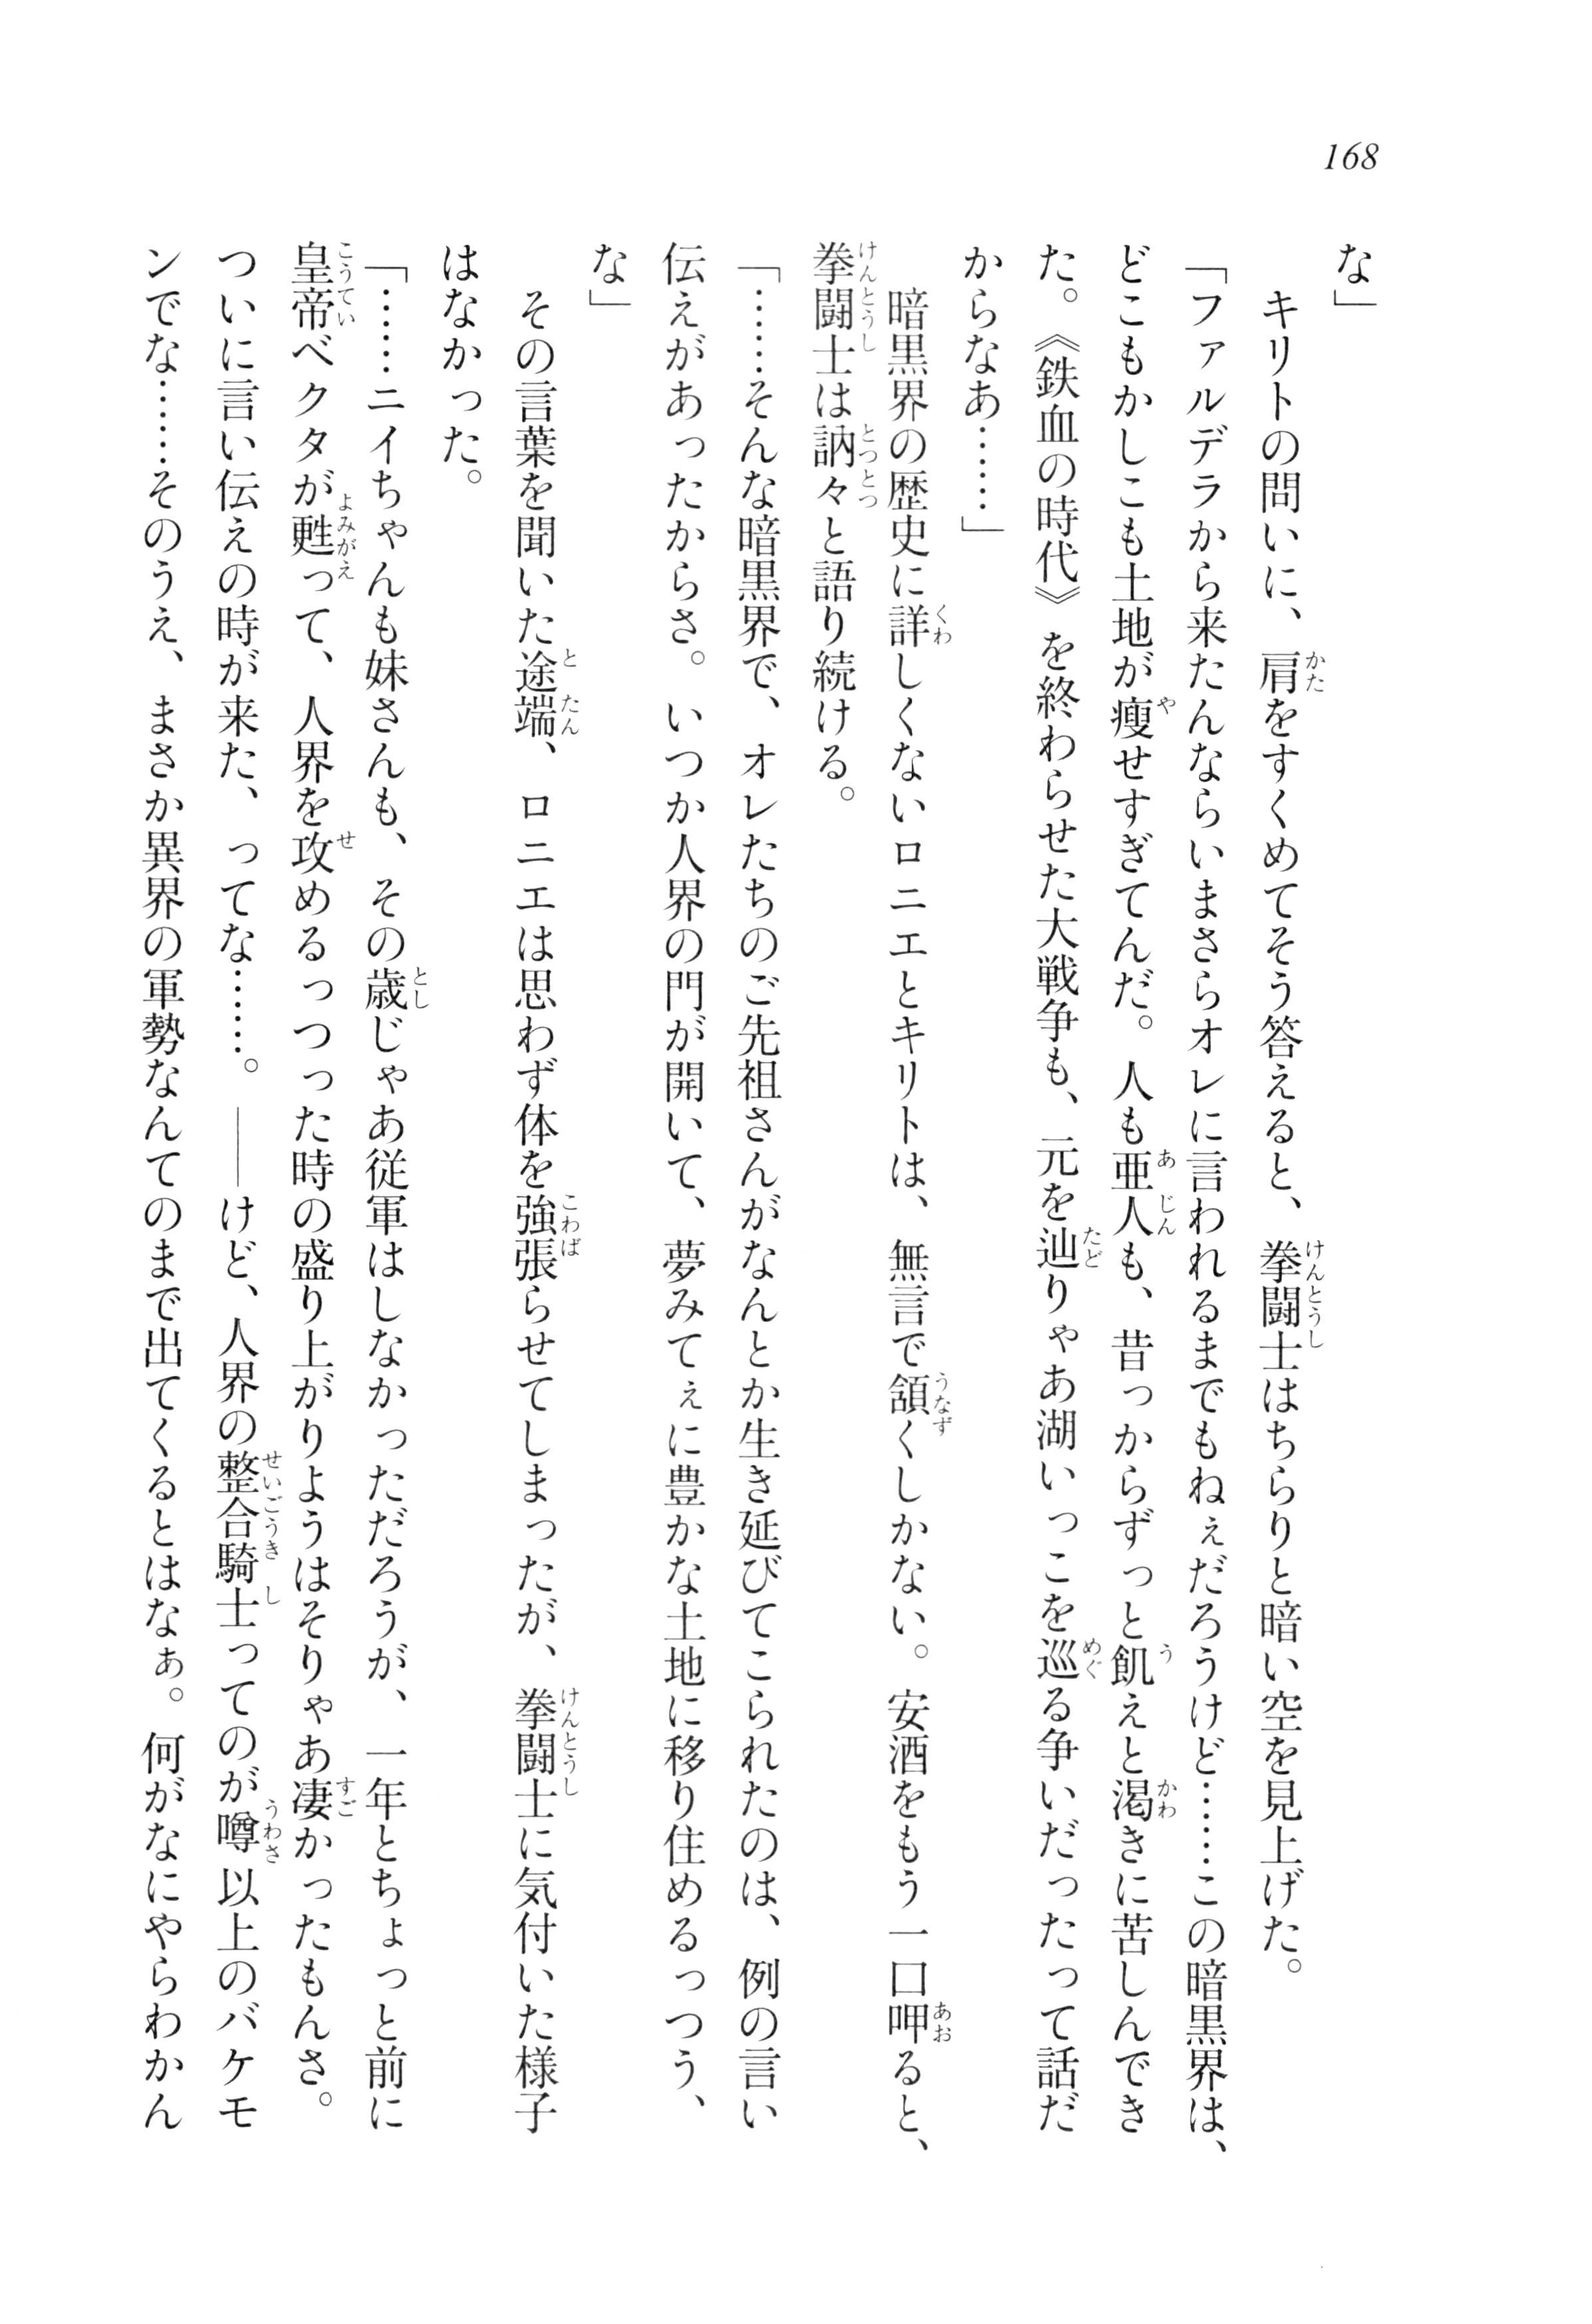 168
な」
　キリトの問いに、肩をすくめてそう答えると、拳闘士はちらりと暗い空を見上げた。
「ファルデラから来たんならいまさらオレに言われるまでもねぇだろうけど……この暗黒界は、
どこもかしこも土地が瘦せすぎてんだ。人も亜人も、昔っからずっと飢えと渇きに苦しんでき
た。《鉄血の時代》を終わらせた大戦争も、元を辿りゃあ湖いっこを巡る争いだったって話だ
からなあ……」
　暗黒界の歴史に詳しくないロニエとキリトは、無言で頷くしかない。安酒をもう一口呷ると、
拳闘士は訥々と語り続ける。
「……そんな暗黒界で、オレたちのご先祖さんがなんとか生き延びてこられたのは、例の言い
伝えがあったからさ。いつか人界の門が開いて、夢みてぇに豊かな土地に移り住めるっつう、
な」
　その言葉を聞いた途端、ロニエは思わず体を強張らせてしまったが、拳闘士に気付いた様子
はなかった。
「……ニイちゃんも妹さんも、その歳じゃあ従軍はしなかっただろうが、一年とちょっと前に
皇帝ベクタが甦って、人界を攻めるっつった時の盛り上がりようはそりゃあ凄かったもんさ。
ついに言い伝えの時が来た、ってな……。――けど、人界の整合騎士ってのが噂以上のバケモ
ンでな……そのうえ、まさか異界の軍勢なんてのまで出てくるとはなぁ。何がなにやらわかん